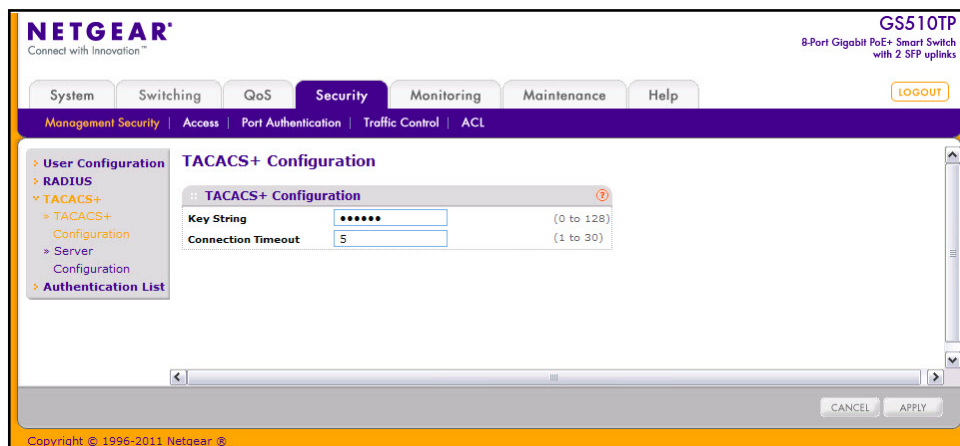 NETGEAR®
Connect with Innovation™
GS510TP
8-Port Gigabit PoE+ Smart Switch
with 2 SFP uplinks
System Switching QoS Security Monitoring Maintenance Help
LOGOUT
Management Security | Access | Port Authentication | Traffic Control | ACL
User Configuration
RADIUS
TACACS+
» TACACS+
Configuration
» Server
Configuration
Authentication List
TACACS+ Configuration
TACACS+ Configuration ?
Key String •••••• (0 to 128)
Connection Timeout 5 (1 to 30)
CANCEL APPLY
Copyright © 1996-2011 Netgear ®